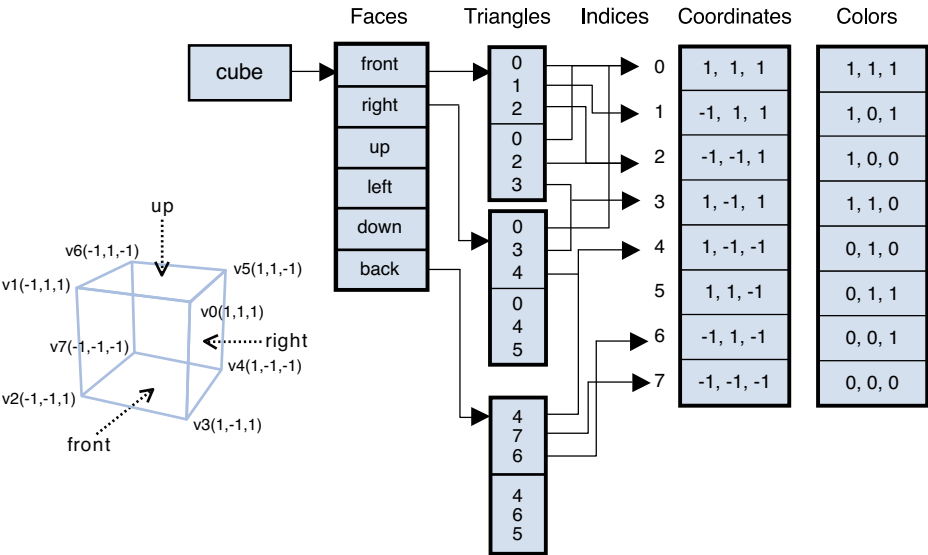 Faces
Triangles
Indices
Coordinates
Colors
cube
front
right
up
left
down
back
0
1
2
0
2
3
0
3
4
0
4
5
4
7
6
4
6
5
0
1
2
3
4
5
6
7
1, 1, 1
-1, 1, 1
-1, -1, 1
1, -1, 1
1, -1, -1
1, 1, -1
-1, 1, -1
-1, -1, -1
1, 1, 1
1, 0, 1
1, 0, 0
1, 1, 0
0, 1, 0
0, 1, 1
0, 0, 1
0, 0, 0
up
v6(-1,1,-1)
v5(1,1,-1)
v1(-1,1,1)
v0(1,1,1)
right
v7(-1,-1,-1)
v4(1,-1,-1)
v2(-1,-1,1)
v3(1,-1,1)
front